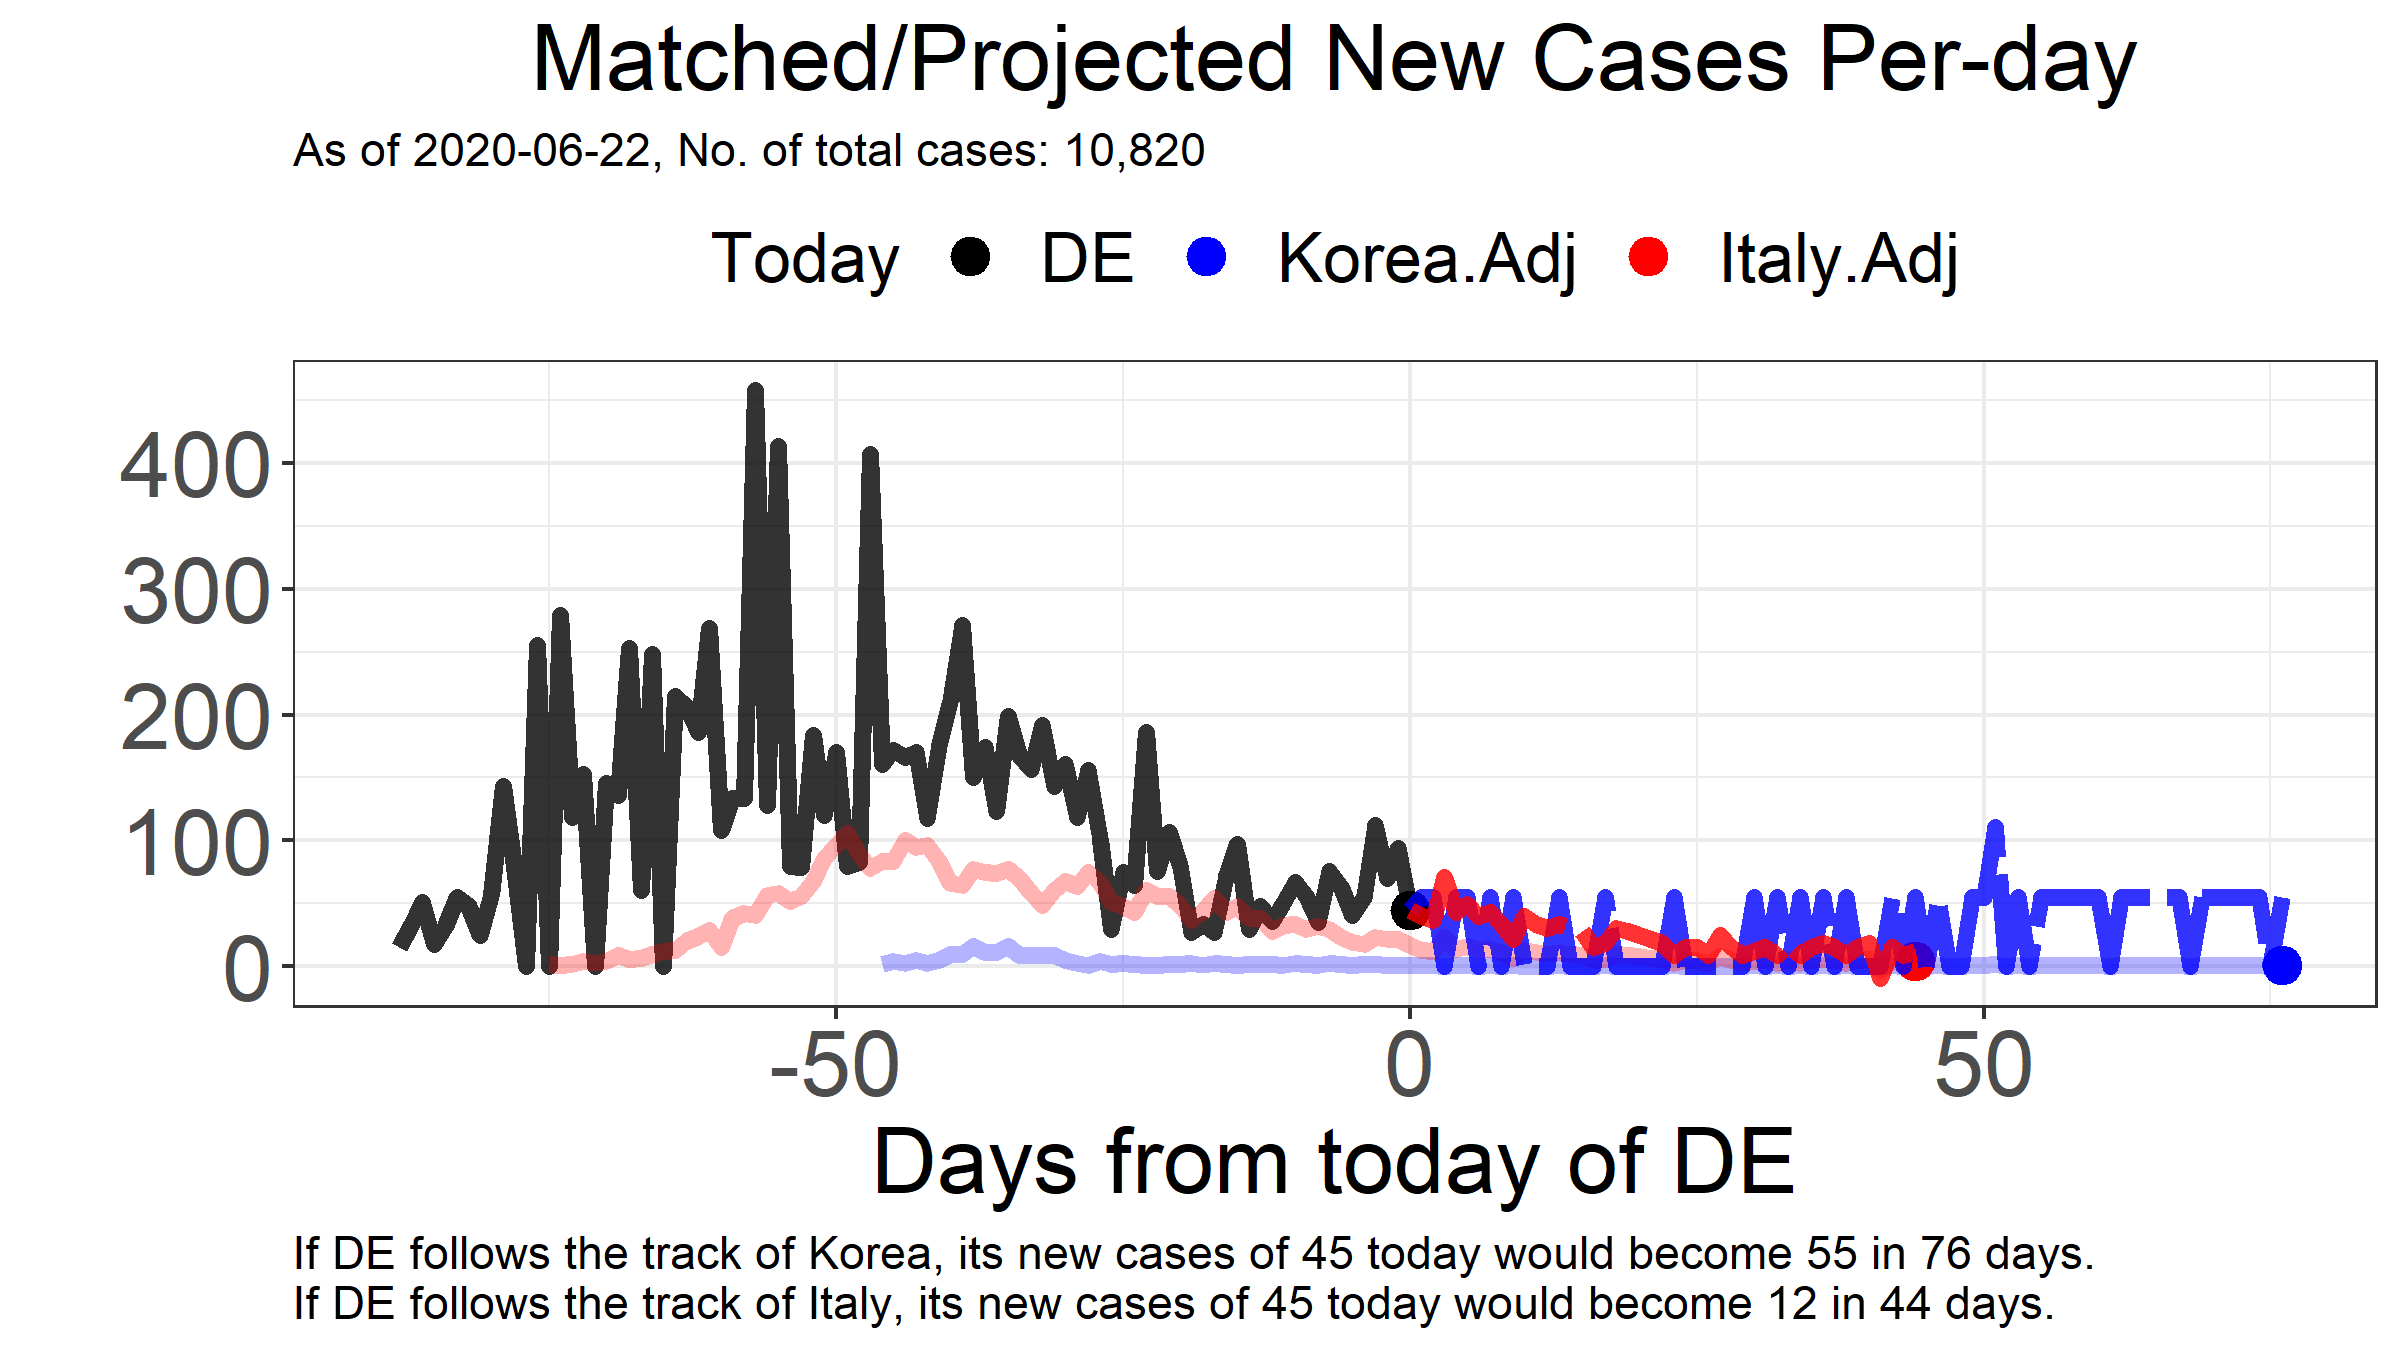 Matched/Projected New Cases Per-day
As of 2020-06-22, No. of total cases: 10,820
Today DE Korea.Adj Italy.Adj
400
300
200
100
0
-50 0 50
Days from today of DE
If DE follows the track of Korea, its new cases of 45 today would become 55 in 76 days.
If DE follows the track of Italy, its new cases of 45 today would become 12 in 44 days.